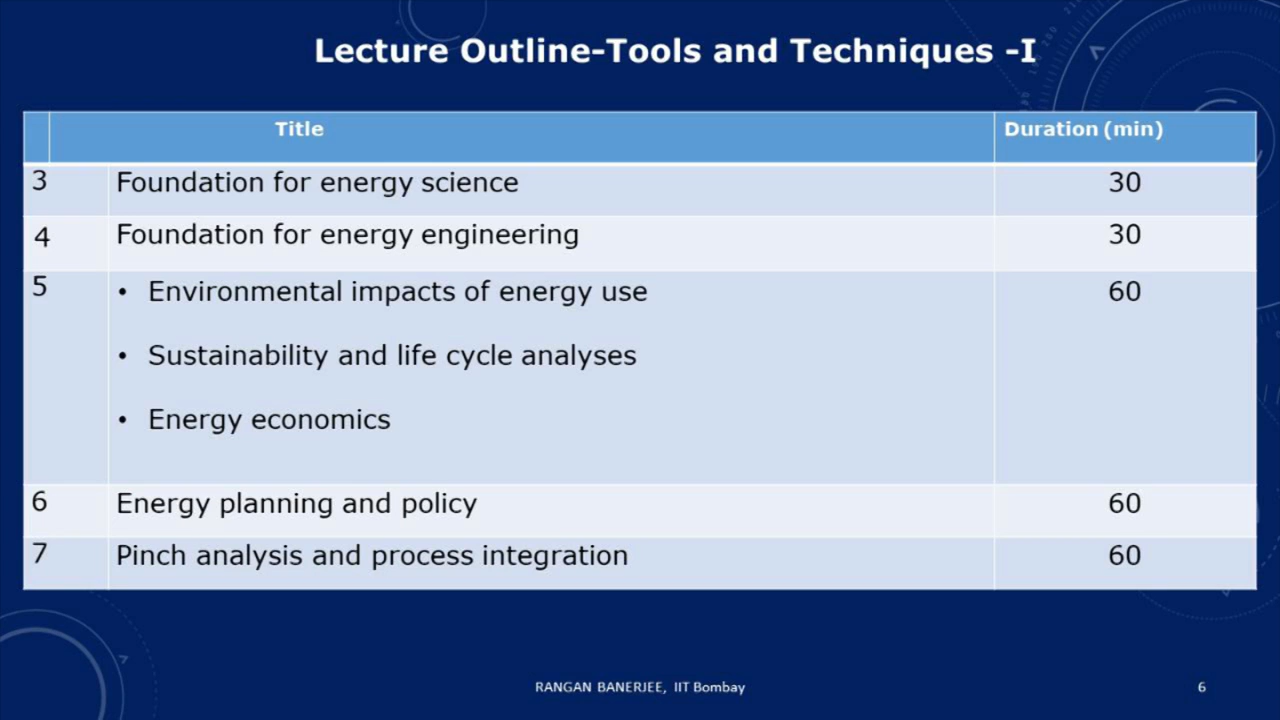 Lecture Outline-Tools and Techniques -I
Title Duration (min)
3 Foundation for energy science 30
4 Foundation for energy engineering 30
5 • Environmental impacts of energy use 60
• Sustainability and life cycle analyses
• Energy economics
6 Energy planning and policy 60
7 Pinch analysis and process integration 60
RANGAN BANERJEE, IIT Bombay 6